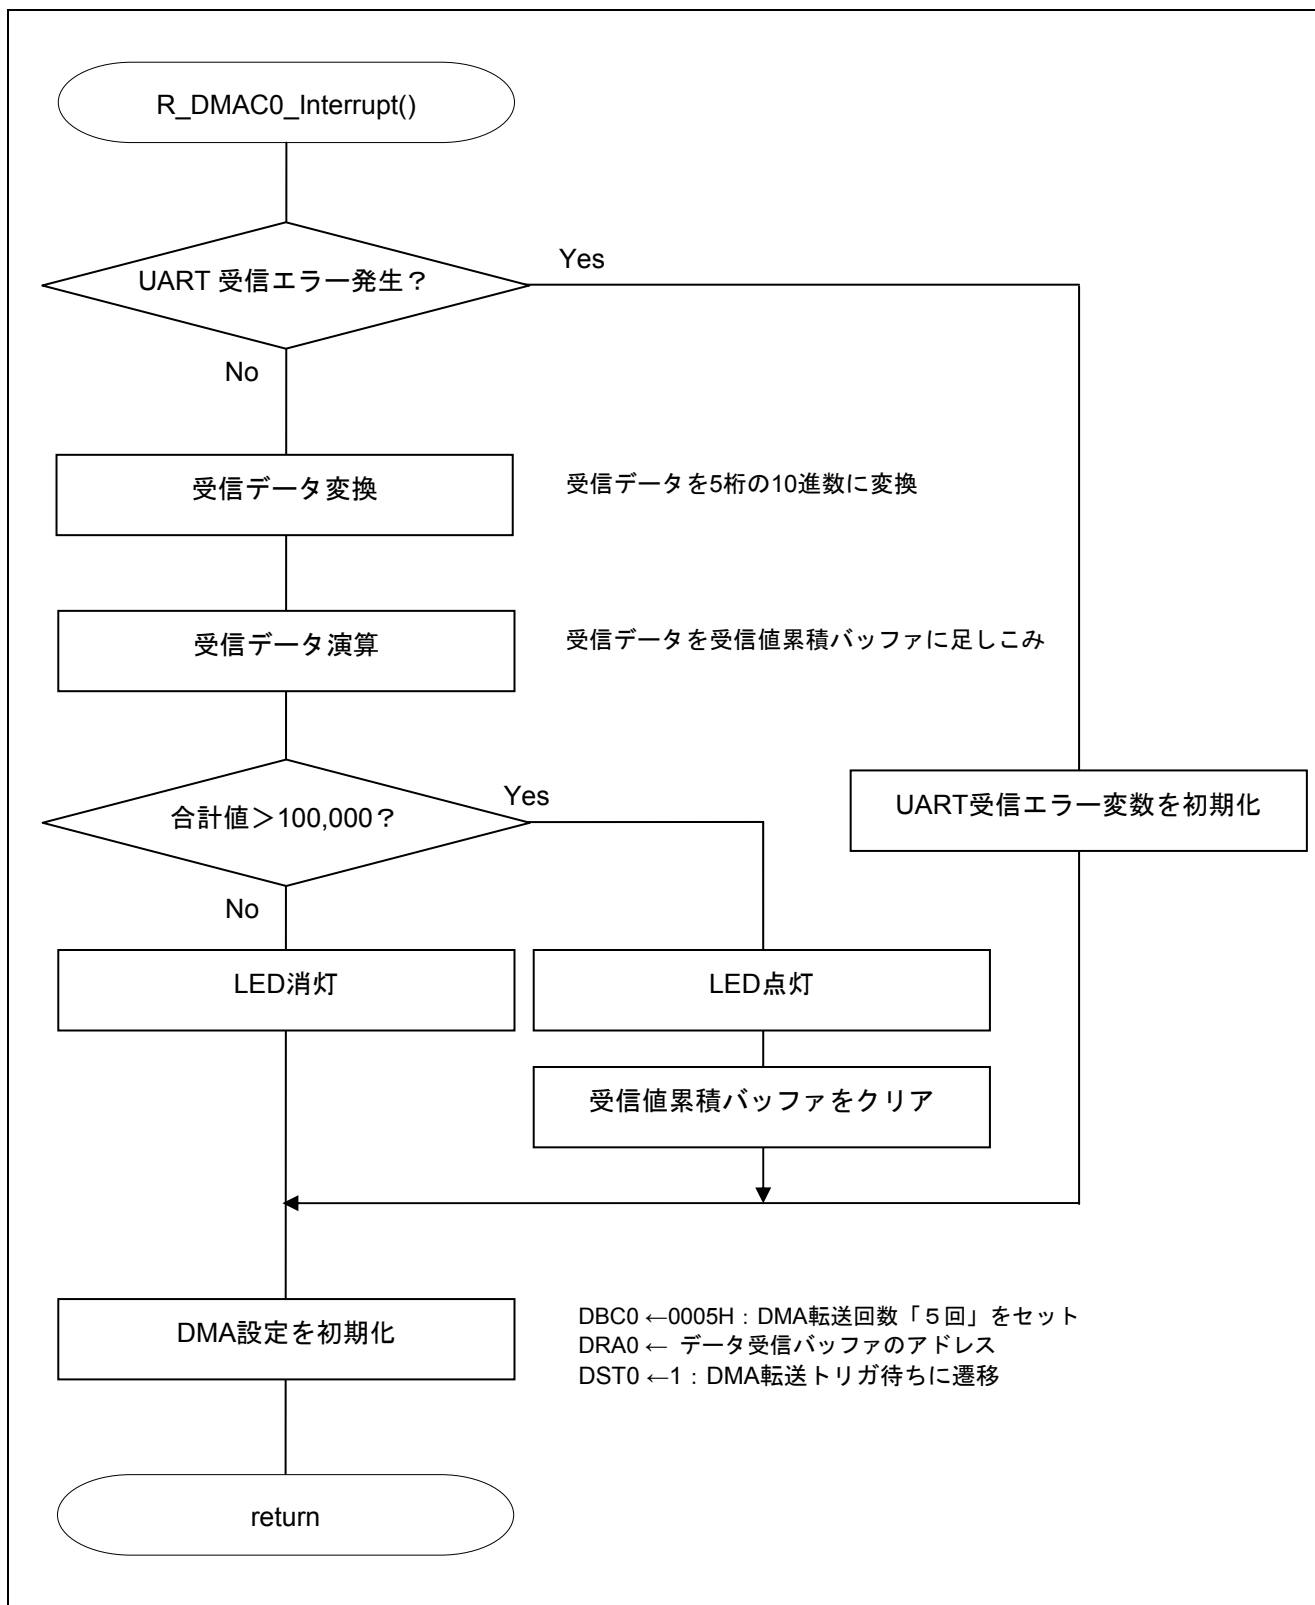 R_DMAC0_Interrupt()
UART 受信エラー発生？
Yes
No
受信データ変換
受信データを5桁の10進数に変換
受信データ演算
受信データを受信値累積バッファに足しこみ
合計値＞100,000？
Yes
UART受信エラー変数を初期化
No
LED消灯
LED点灯
受信値累積バッファをクリア
DMA設定を初期化
DBC0 ←0005H：DMA転送回数「５回」をセット
DRA0 ← データ受信バッファのアドレス
DST0 ←1：DMA転送トリガ待ちに遷移
return